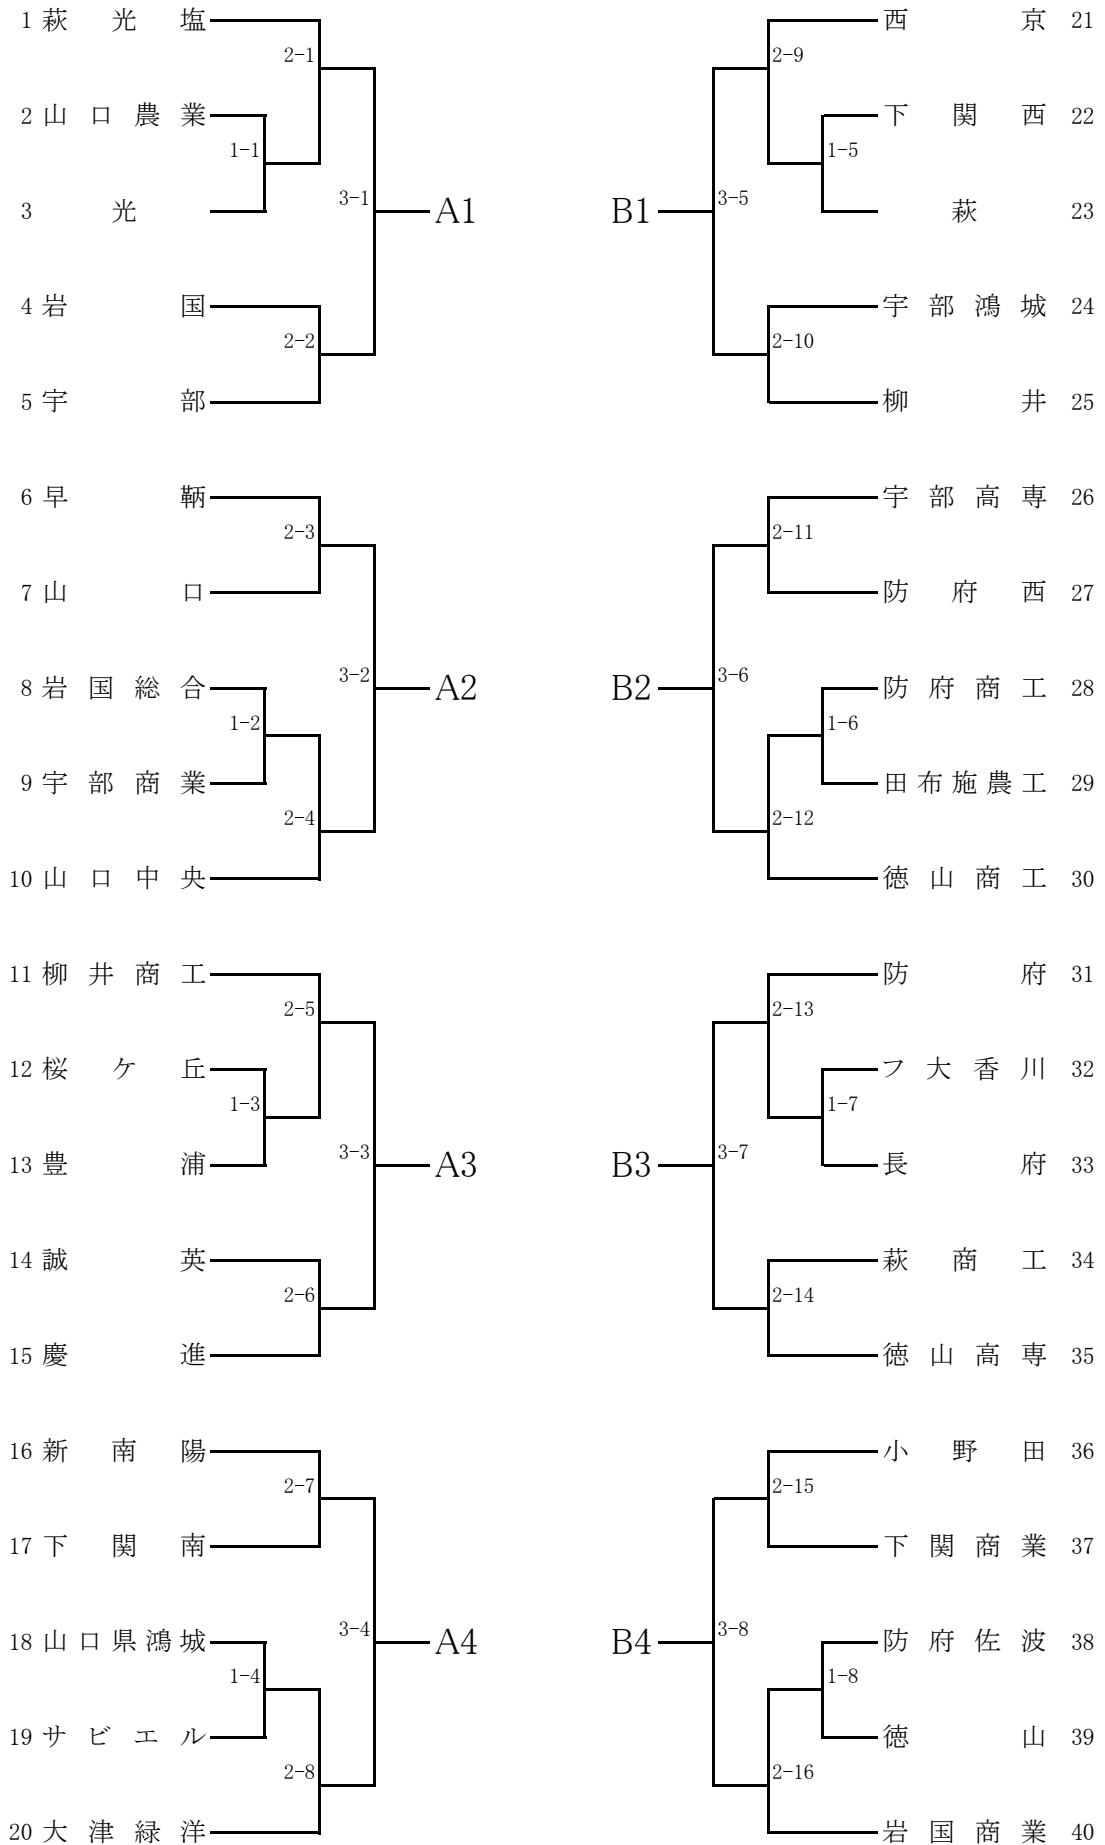 1 萩光塩
2-1
2 山口農業
1-1
3 光
3-1
A1
4 岩国
2-2
5 宇部
6 早鞆
2-3
7 山口
3-2
A2
8 岩国総合
1-2
9 宇部商業
2-4
10 山口中央
11 柳井商工
2-5
12 桜ケ丘
1-3
13 豊浦
3-3
A3
14 誠英
2-6
15 慶進
16 新南陽
2-7
17 下関南
3-4
A4
18 山口県鴻城
1-4
19 サビエル
2-8
20 大津緑洋
西京 21
2-9
下関西 22
1-5
萩 23
B1
3-5
宇部鴻城 24
2-10
柳井 25
宇部高専 26
2-11
防府西 27
B2
3-6
防府商工 28
1-6
田布施農工 29
2-12
徳山商工 30
防府 31
2-13
フ大香川 32
1-7
長府 33
B3
3-7
萩商工 34
2-14
徳山高専 35
小野田 36
2-15
下関商業 37
B4
3-8
防府佐波 38
1-8
徳山 39
2-16
岩国商業 40